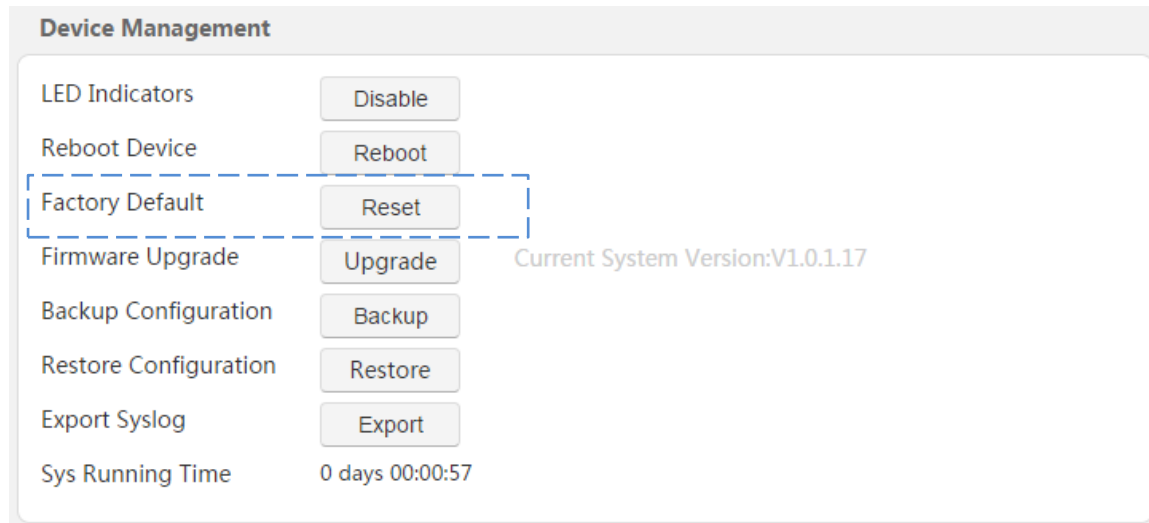 Device Management
LED Indicators Disable
Reboot Device Reboot
Factory Default Reset
Firmware Upgrade Upgrade Current System Version:V1.0.1.17
Backup Configuration Backup
Restore Configuration Restore
Export Syslog Export
Sys Running Time 0 days 00:00:57